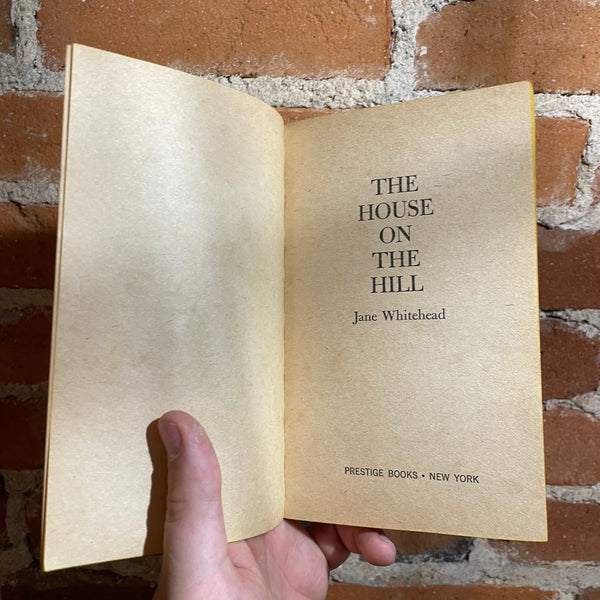 THE
HOUSE
ON
THE
HILL
Jane Whitehead
PRESTIGE BOOKS • NEW YORK